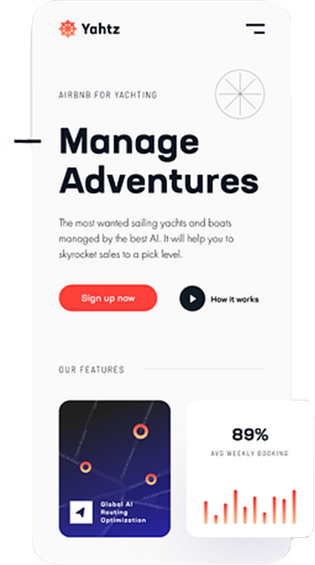 Yahtz
AIRBNB FOR YACHTING
Manage
Adventures
The most wanted sailing yachts and boats
managed by the best AI. It will help you to
skyrocket sales to a pick level.
Sign up now
How it works
OUR FEATURES
89%
AVG WEEKLY BOOKING
Global AI
Routing
Optimization